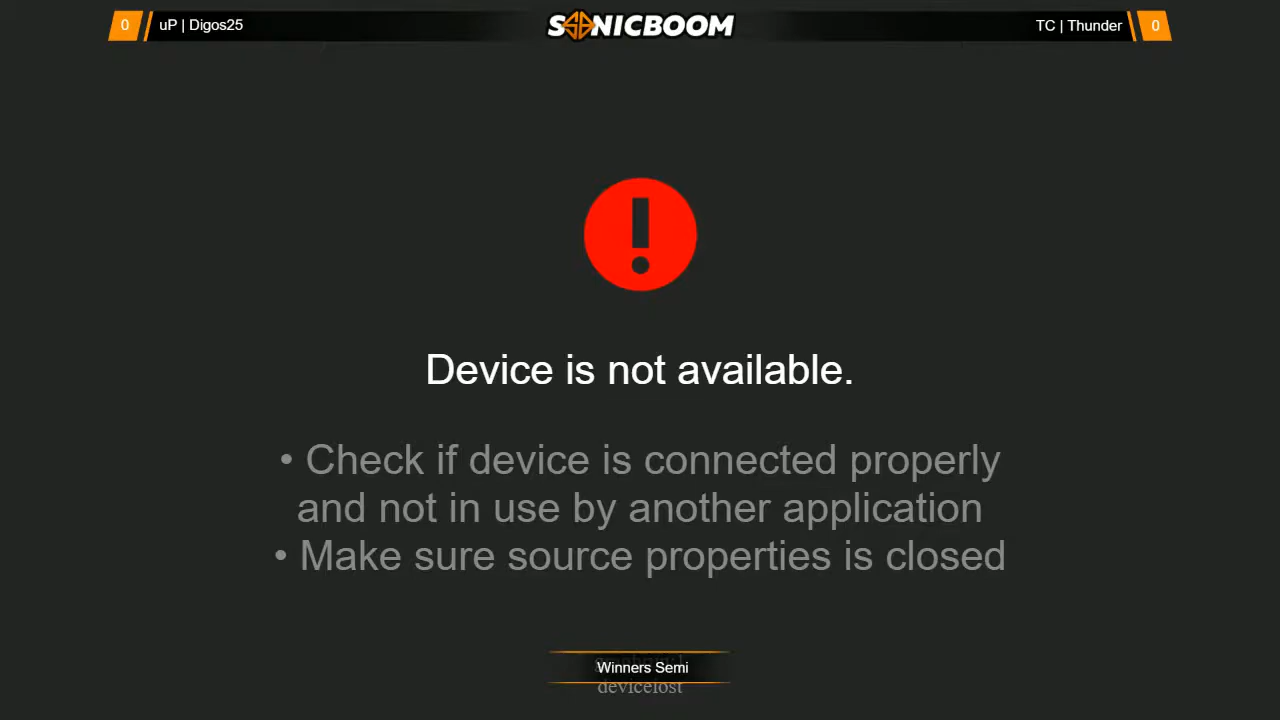 0 uP | Digos25 SONICBOOM TC | Thunder 0
Device is not available.
• Check if device is connected properly
and not in use by another application
• Make sure source properties is closed
Winners Semi
devicelost